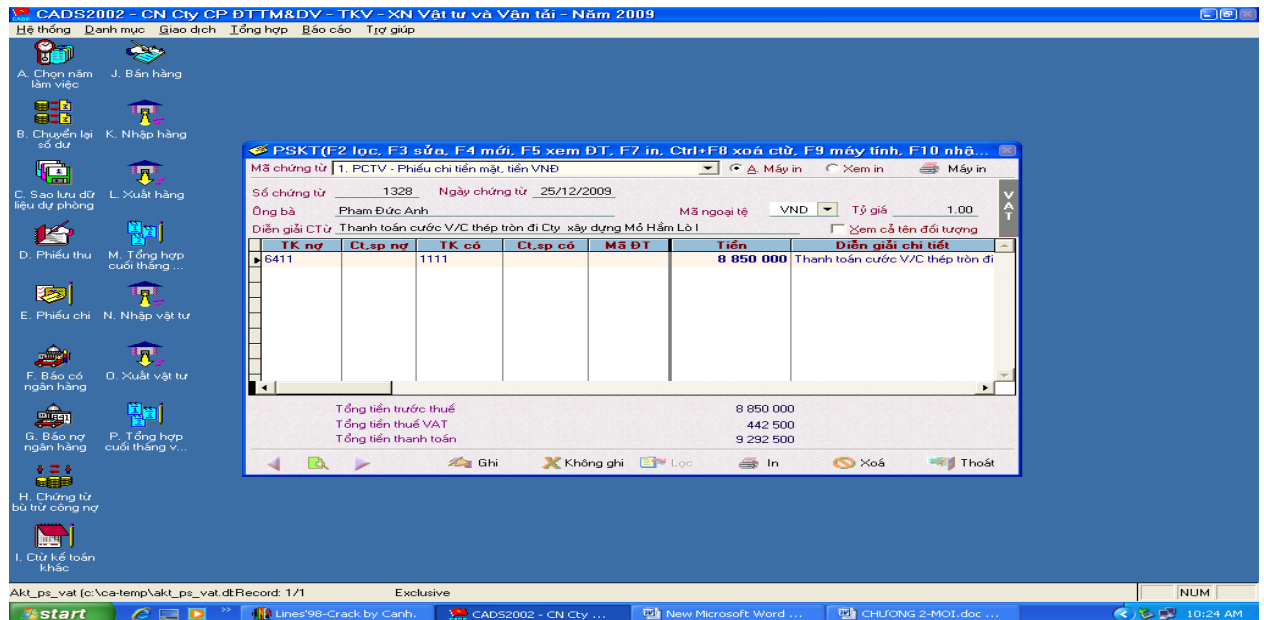 CADS2002 - CN Cty CP ĐTTM&DV - TKV - XN Vật tư và Vận tải - Năm 2009
Hệ thống Danh mục Giao dịch Tổng hợp Báo cáo Trợ giúp
A. Chọn năm làm việc
J. Bán hàng
B. Chuyển lại số dư
K. Nhập hàng
C. Sao lưu dữ liệu dự phòng
L. Xuất hàng
D. Phiếu thu
M. Tổng hợp cuối tháng ...
E. Phiếu chi
N. Nhập vật tư
F. Báo có ngân hàng
O. Xuất vật tư
G. Báo nợ ngân hàng
P. Tổng hợp cuối tháng v...
H. Chứng từ bù trừ công nợ
I. Ctừ kế toán khác
PSKT(F2 lọc, F3 sửa, F4 mới, F5 xem ĐT, F7 in, Ctrl+F8 xoá ctừ, F9 máy tính, F10 nhậ...
Mã chứng từ 1. PCTV - Phiếu chi tiền mặt, tiền VNĐ A. Máy in Xem in Máy in
Số chứng từ 1328 Ngày chứng từ 25/12/2009
Ông bà Phạm Đức Anh Mã ngoại tệ VND Tỷ giá 1.00
VAT
Diễn giải CTừ Thanh toán cước V/C thép tròn đi Cty xây dựng Mỏ Hầm Lò I Xem cả tên đối tượng
TK nợ Ct,sp nợ TK có Ct,sp có Mã ĐT Tiền Diễn giải chi tiết
6411 1111 8 850 000 Thanh toán cước V/C thép tròn đi
Tổng tiền trước thuế 8 850 000
Tổng tiền thuế VAT 442 500
Tổng tiền thanh toán 9 292 500
Ghi Không ghi Lọc In Xoá Thoát
Akt_ps_vat (c:\ca-temp\akt_ps_vat.dt Record: 1/1 Exclusive NUM
start Lines'98-Crack by Canh. CADS2002 - CN Cty ... New Microsoft Word ... CHƯƠNG 2-MOI.doc ... 10:24 AM